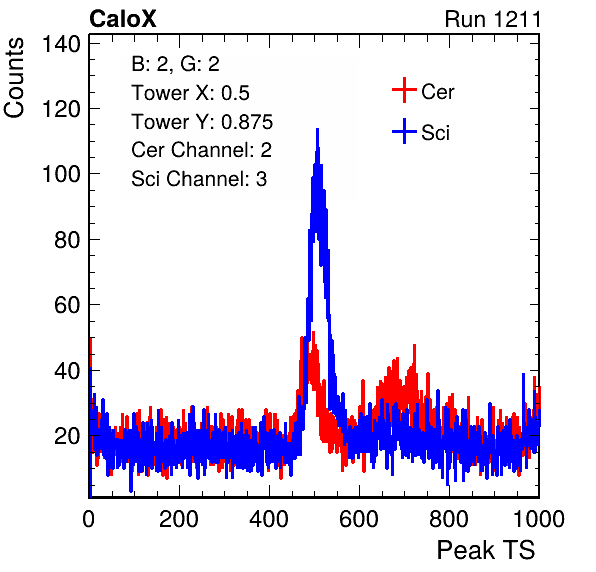 CaloX Run 1211
Counts
140
120
100
80
60
40
20
B: 2, G: 2
Tower X: 0.5
Tower Y: 0.875
Cer Channel: 2
Sci Channel: 3
Cer
Sci
0 200 400 600 800 1000
Peak TS